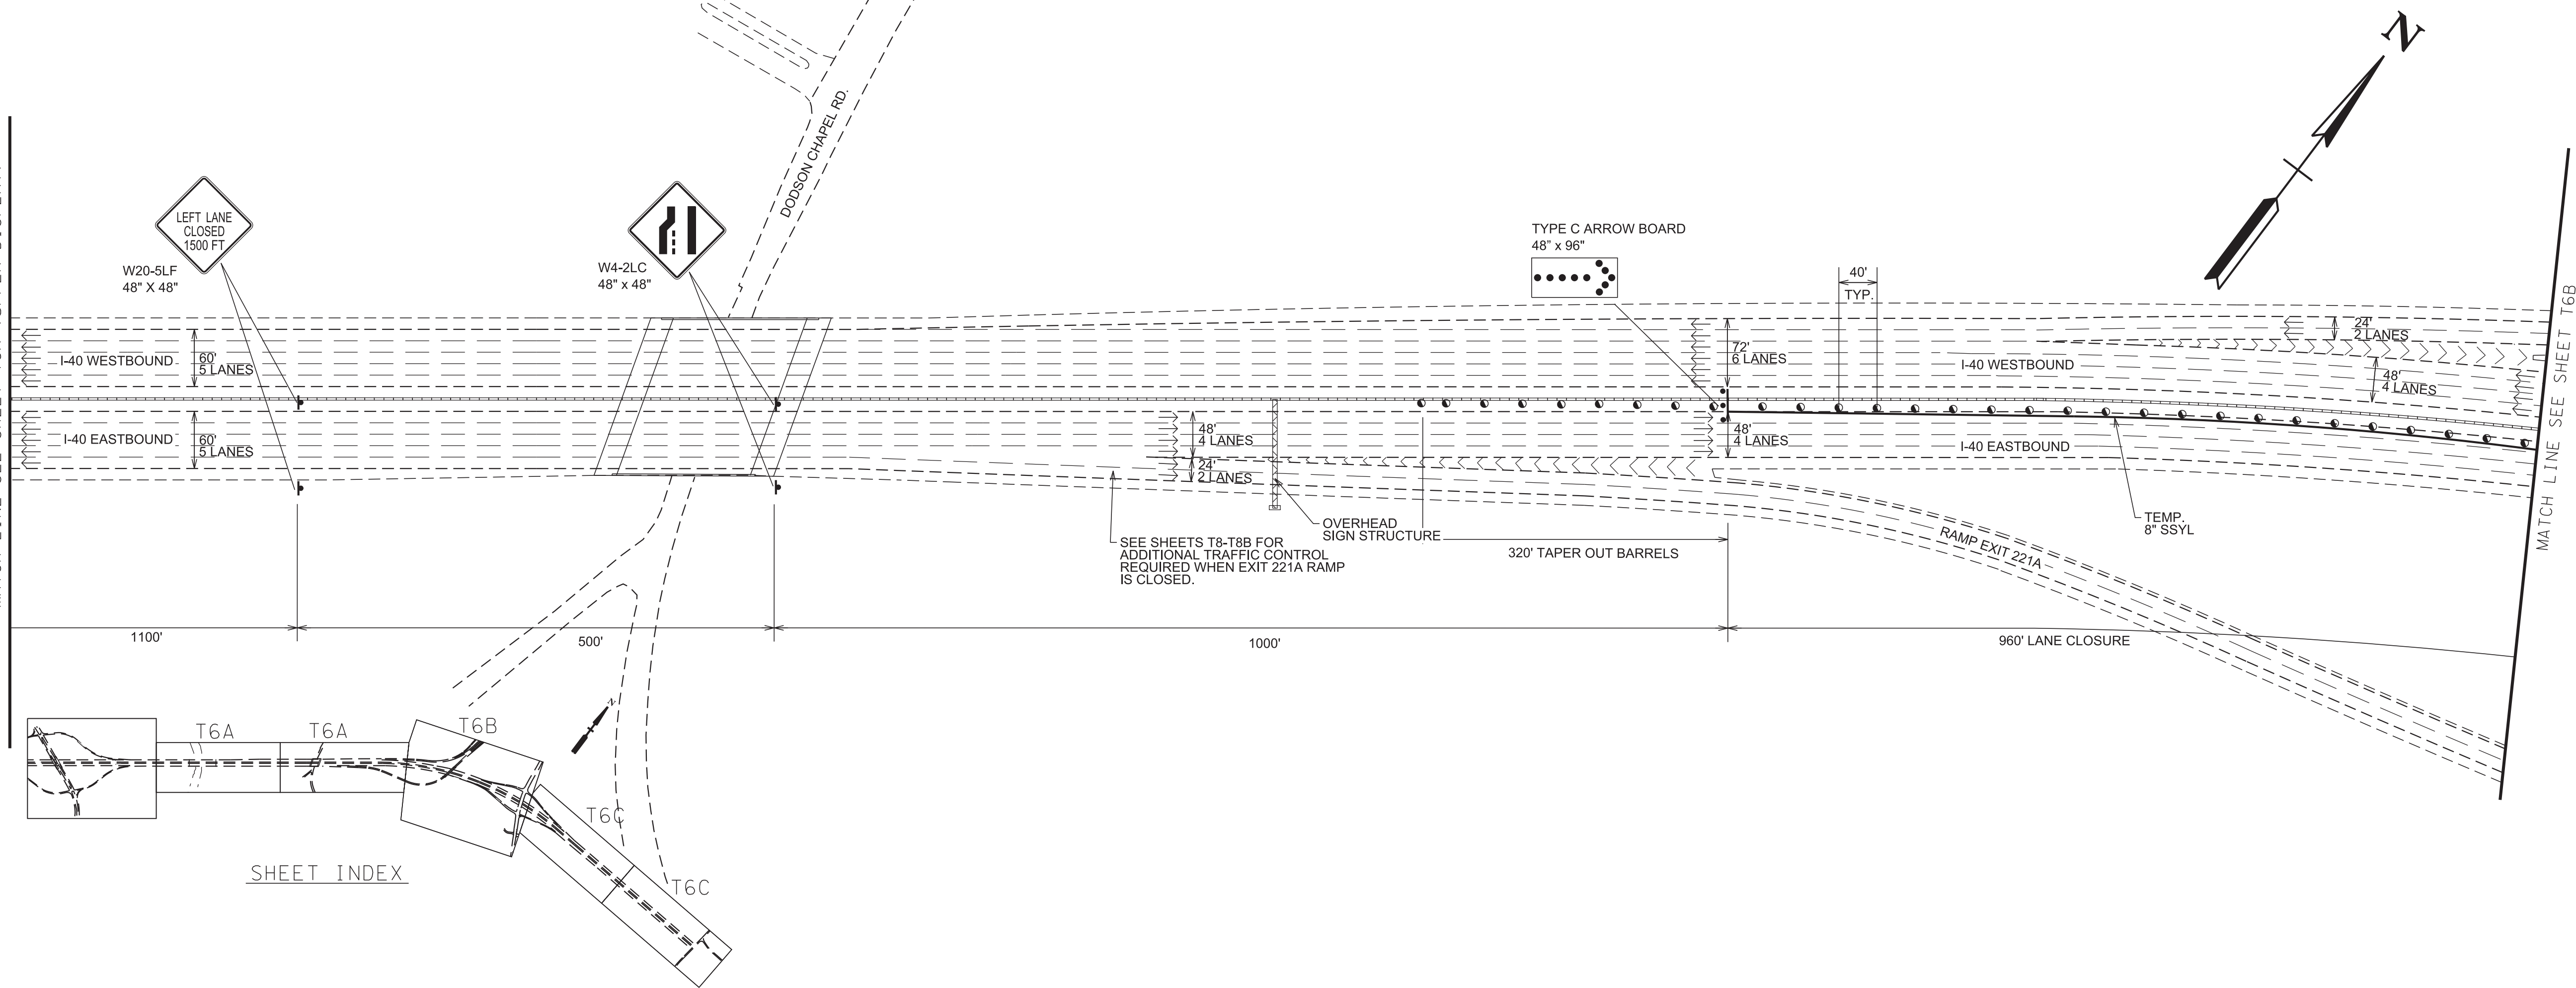 N
DODSON CHAPEL RD.
LEFT LANE
CLOSED
1500 FT
W20-5LF
48" X 48"
W4-2LC
48" x 48"
TYPE C ARROW BOARD
48" x 96"
40'
TYP.
I-40 WESTBOUND
60'
5 LANES
72'
6 LANES
I-40 WESTBOUND
24'
2 LANES
48'
4 LANES
I-40 EASTBOUND
60'
5 LANES
48'
4 LANES
24'
2 LANES
48'
4 LANES
I-40 EASTBOUND
OVERHEAD
SIGN STRUCTURE
SEE SHEETS T8-T8B FOR
ADDITIONAL TRAFFIC CONTROL
REQUIRED WHEN EXIT 221A RAMP
IS CLOSED.
320' TAPER OUT BARRELS
RAMP EXIT 221A
TEMP.
8" SSYL
MATCH LINE SEE SHEET T6B
1100'
500'
1000'
960' LANE CLOSURE
T6A
T6A
T6B
N
T6C
T6C
SHEET INDEX